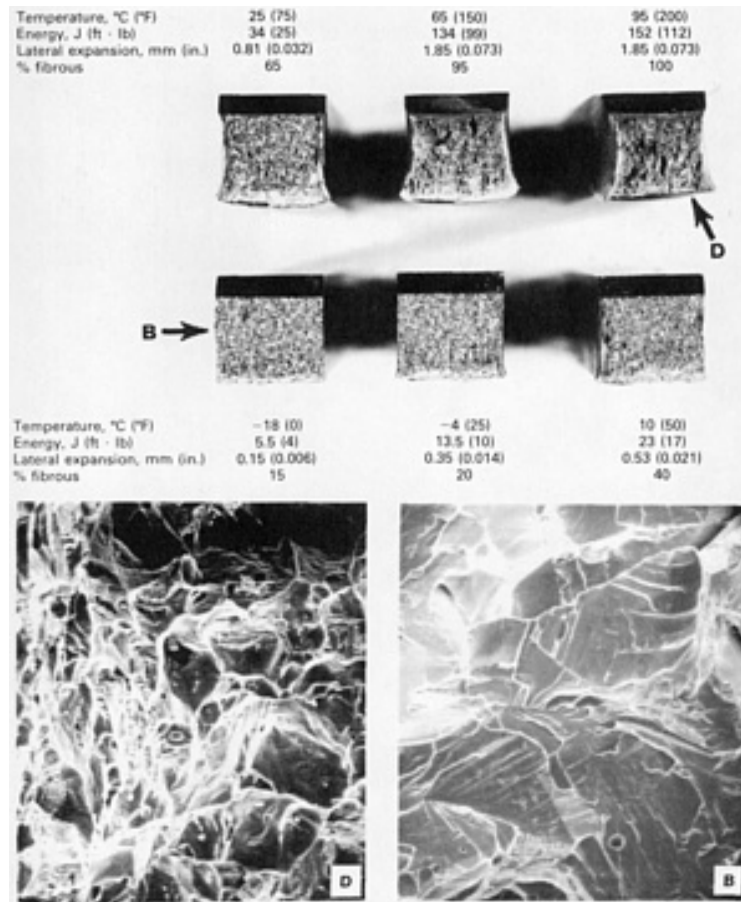 Temperature, °C (°F) 25 (75) 65 (150) 95 (200)
Energy, J (ft · lb) 34 (25) 134 (99) 152 (112)
Lateral expansion, mm (in.) 0.81 (0.032) 1.85 (0.073) 1.85 (0.073)
% fibrous 65 95 100
D
B
Temperature, °C (°F) −18 (0) −4 (25) 10 (50)
Energy, J (ft · lb) 5.5 (4) 13.5 (10) 23 (17)
Lateral expansion, mm (in.) 0.15 (0.006) 0.35 (0.014) 0.53 (0.021)
% fibrous 15 20 40
D B